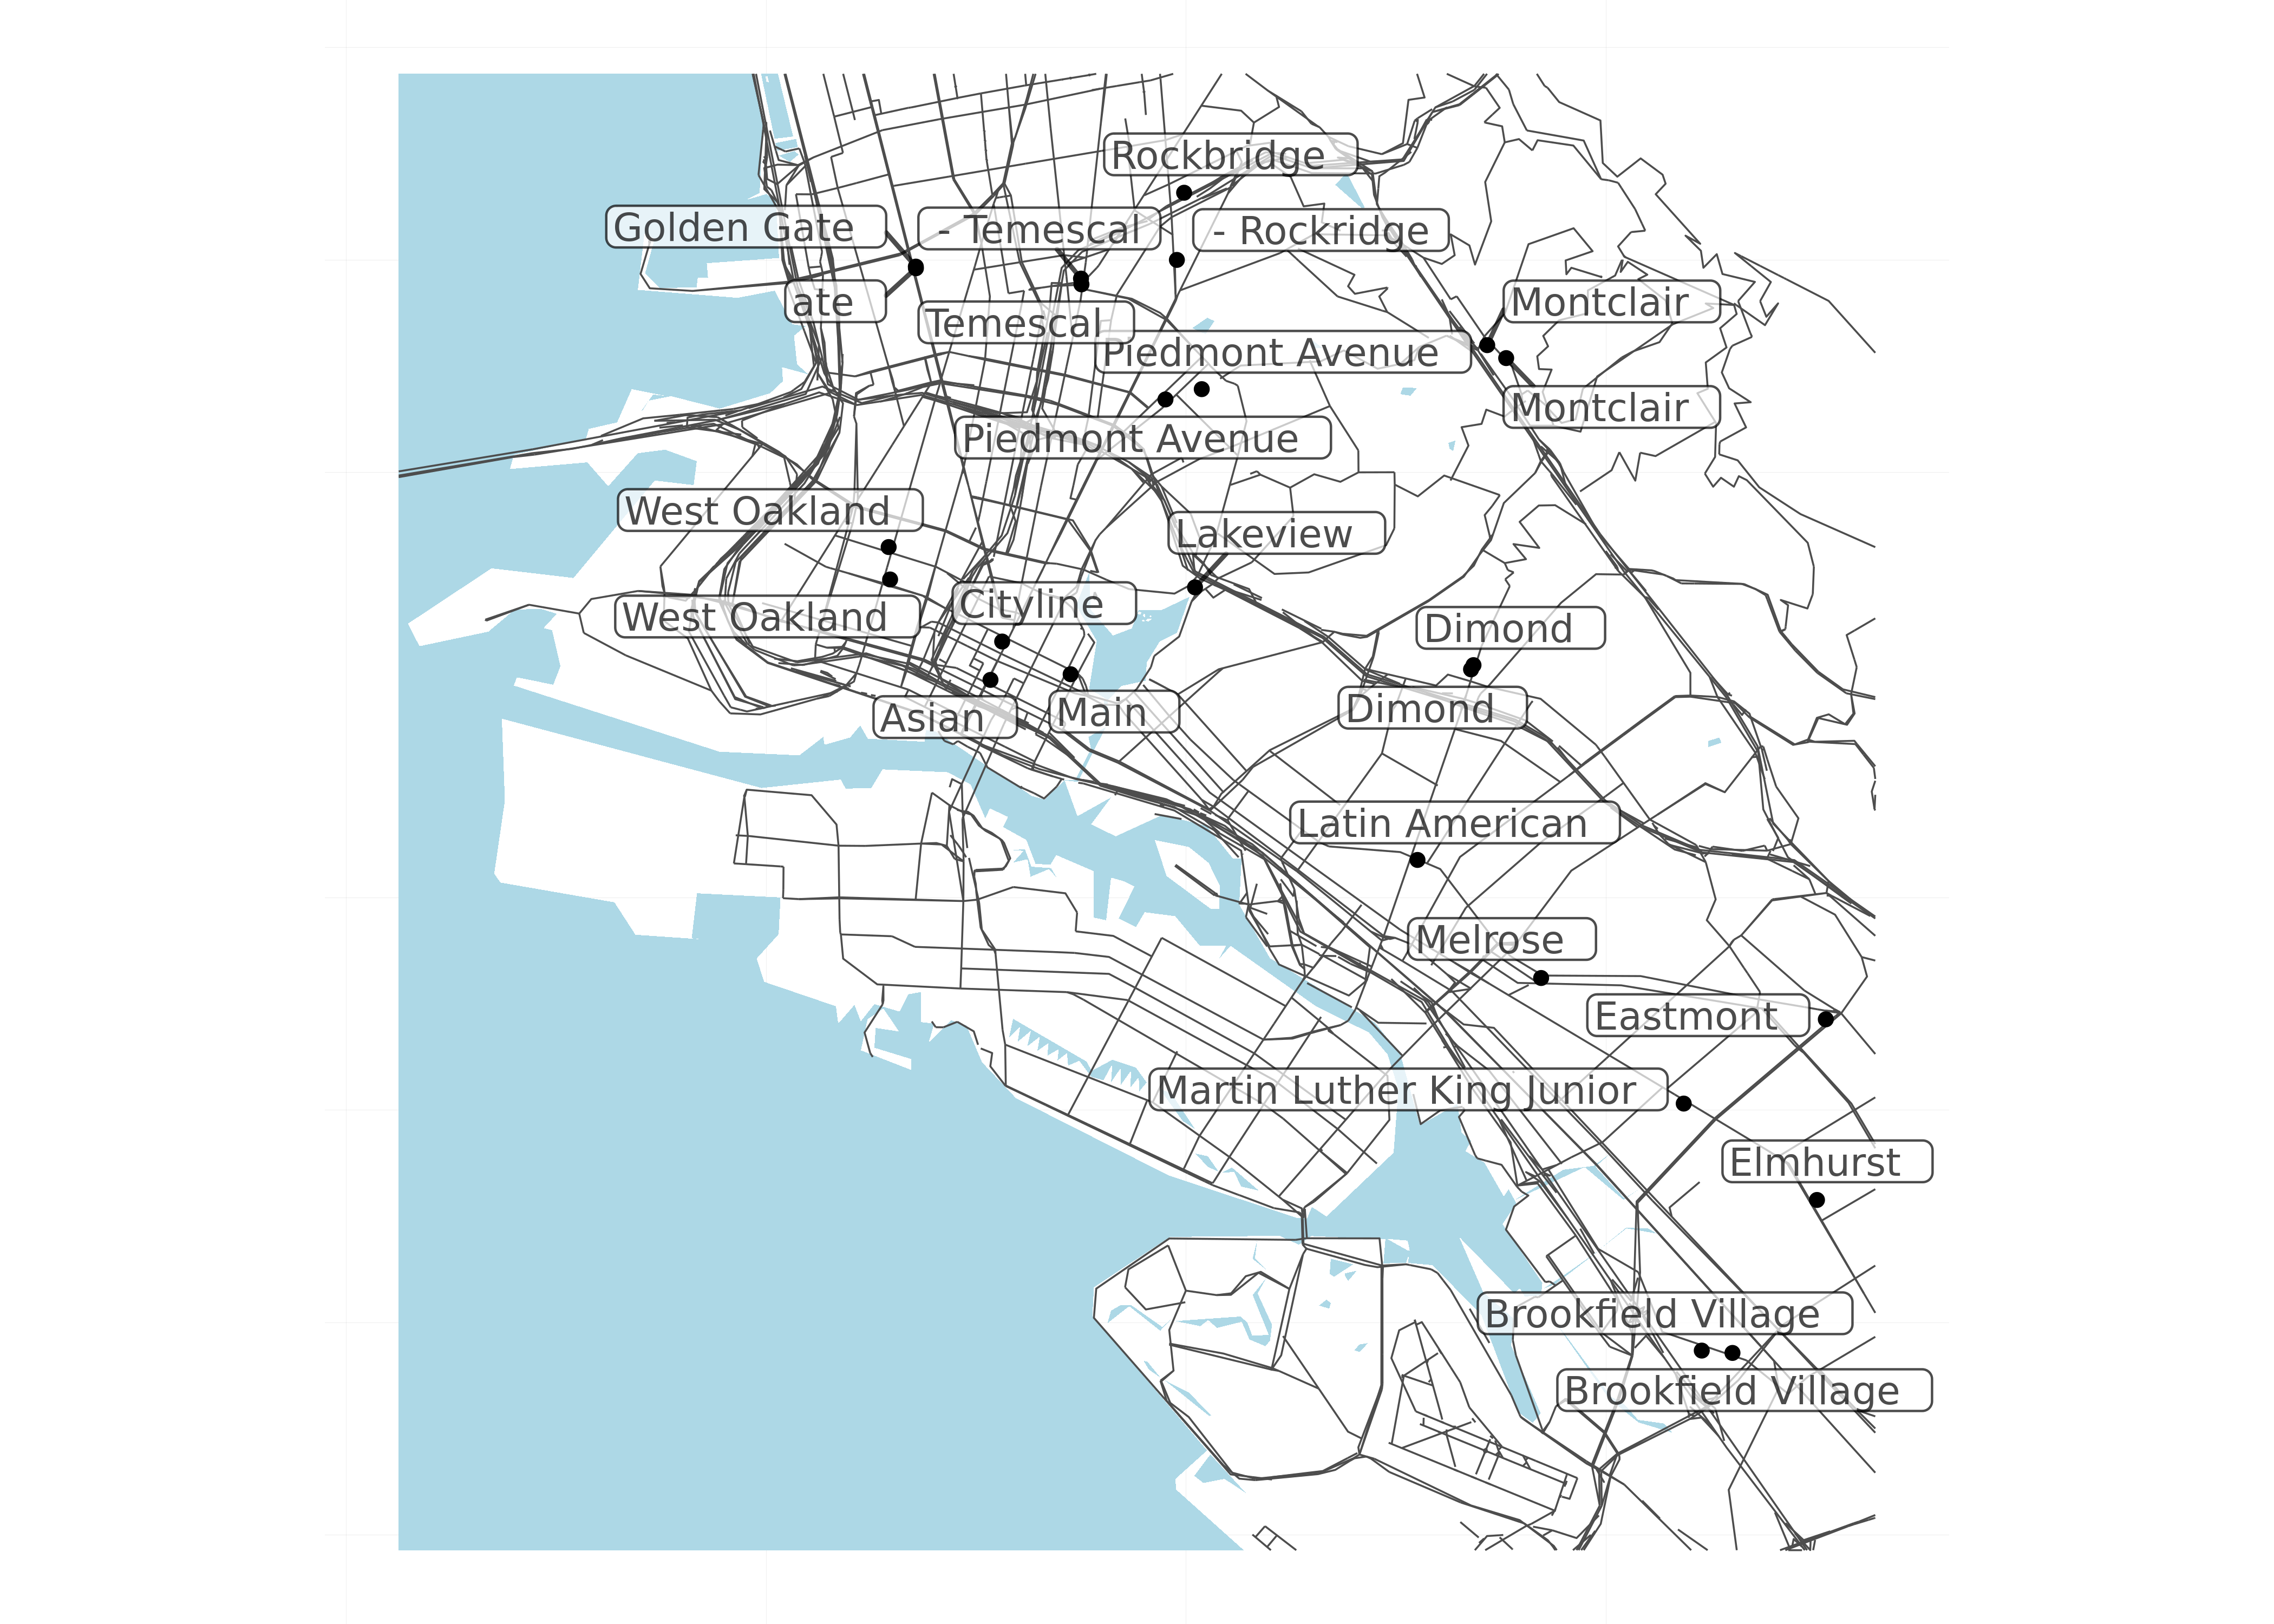 Rockbridge
Golden Gate
- Temescal
- Rockridge
ate
Montclair
Temescal
Piedmont Avenue
Montclair
Piedmont Avenue
West Oakland
Lakeview
Cityline
West Oakland
Dimond
Dimond
Main
Asian
Latin American
Melrose
Eastmont
Martin Luther King Junior
Elmhurst
Brookfield Village
Brookfield Village